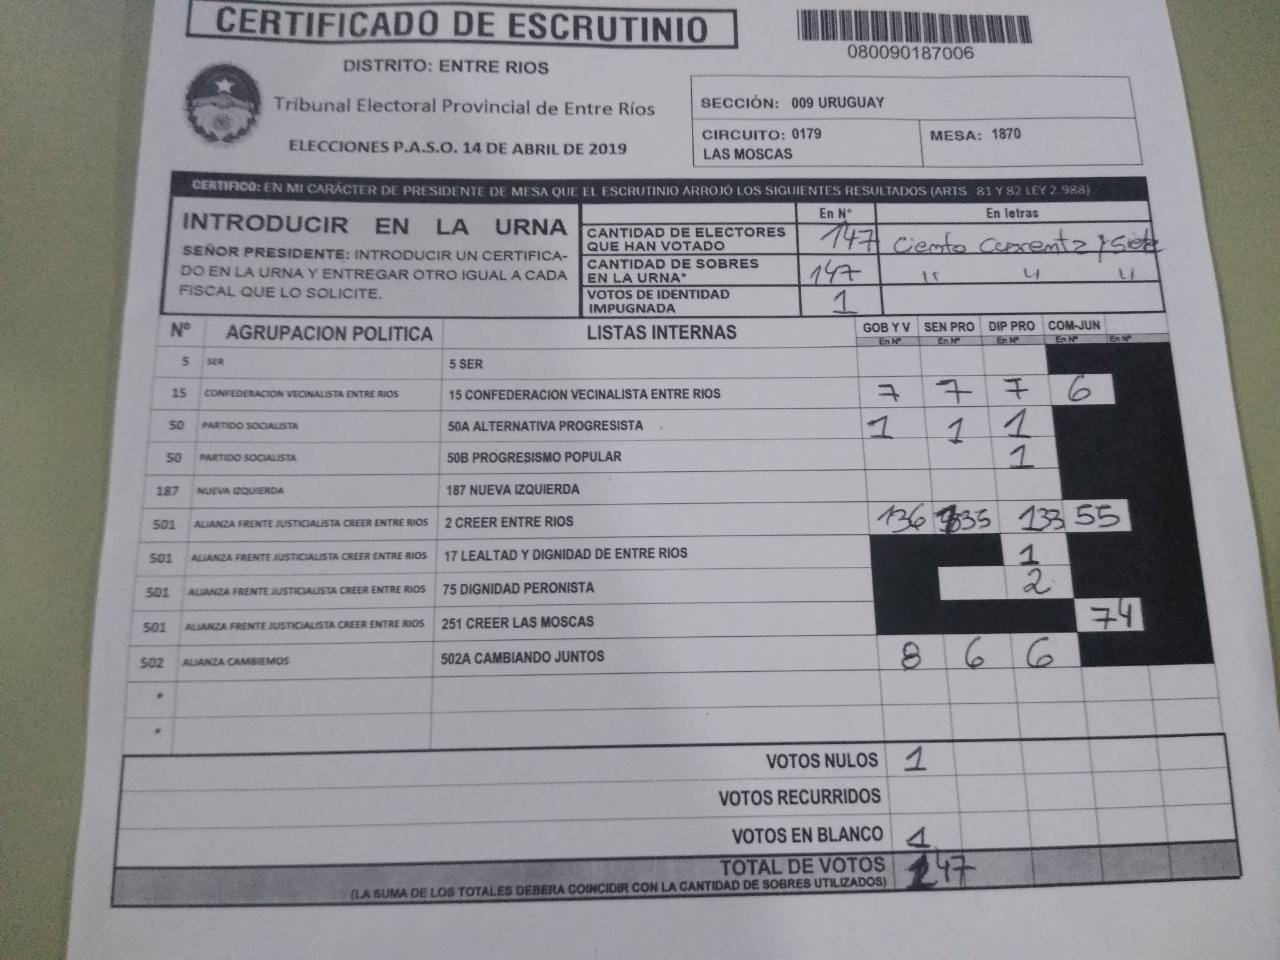 CERTIFICADO DE ESCRUTINIO
080090187006
DISTRITO: ENTRE RIOS
Tribunal Electoral Provincial de Entre Ríos
ELECCIONES P.A.S.O. 14 DE ABRIL DE 2019
SECCIÓN: 009 URUGUAY
CIRCUITO: 0179
LAS MOSCAS
MESA: 1870
CERTIFICO: EN MI CARÁCTER DE PRESIDENTE DE MESA QUE EL ESCRUTINIO ARROJÓ LOS SIGUIENTES RESULTADOS (ARTS. 81 Y 82 LEY 2.988)
INTRODUCIR EN LA URNA
SEÑOR PRESIDENTE: INTRODUCIR UN CERTIFICA-
DO EN LA URNA Y ENTREGAR OTRO IGUAL A CADA
FISCAL QUE LO SOLICITE.
En N° En letras
CANTIDAD DE ELECTORES
QUE HAN VOTADO 147 Ciento Cuarenta y Siete
CANTIDAD DE SOBRES
EN LA URNA* 147 " " "
VOTOS DE IDENTIDAD
IMPUGNADA 1
Nº AGRUPACION POLITICA LISTAS INTERNAS GOB Y V SEN PRO DIP PRO COM-JUN
En Nº En Nº En Nº En Nº En Nº
5 SER 5 SER
15 CONFEDERACION VECINALISTA ENTRE RIOS 15 CONFEDERACION VECINALISTA ENTRE RIOS 7 7 7 6
50 PARTIDO SOCIALISTA 50A ALTERNATIVA PROGRESISTA 1 1 1
50 PARTIDO SOCIALISTA 50B PROGRESISMO POPULAR 1
187 NUEVA IZQUIERDA 187 NUEVA IZQUIERDA
501 ALIANZA FRENTE JUSTICIALISTA CREER ENTRE RIOS 2 CREER ENTRE RIOS 136 135 133 55
501 ALIANZA FRENTE JUSTICIALISTA CREER ENTRE RIOS 17 LEALTAD Y DIGNIDAD DE ENTRE RIOS 1
501 ALIANZA FRENTE JUSTICIALISTA CREER ENTRE RIOS 75 DIGNIDAD PERONISTA 2
501 ALIANZA FRENTE JUSTICIALISTA CREER ENTRE RIOS 251 CREER LAS MOSCAS 74
502 ALIANZA CAMBIEMOS 502A CAMBIANDO JUNTOS 8 6 6
*
*
VOTOS NULOS 1
VOTOS RECURRIDOS
VOTOS EN BLANCO 1
TOTAL DE VOTOS 147
(LA SUMA DE LOS TOTALES DEBERA COINCIDIR CON LA CANTIDAD DE SOBRES UTILIZADOS)